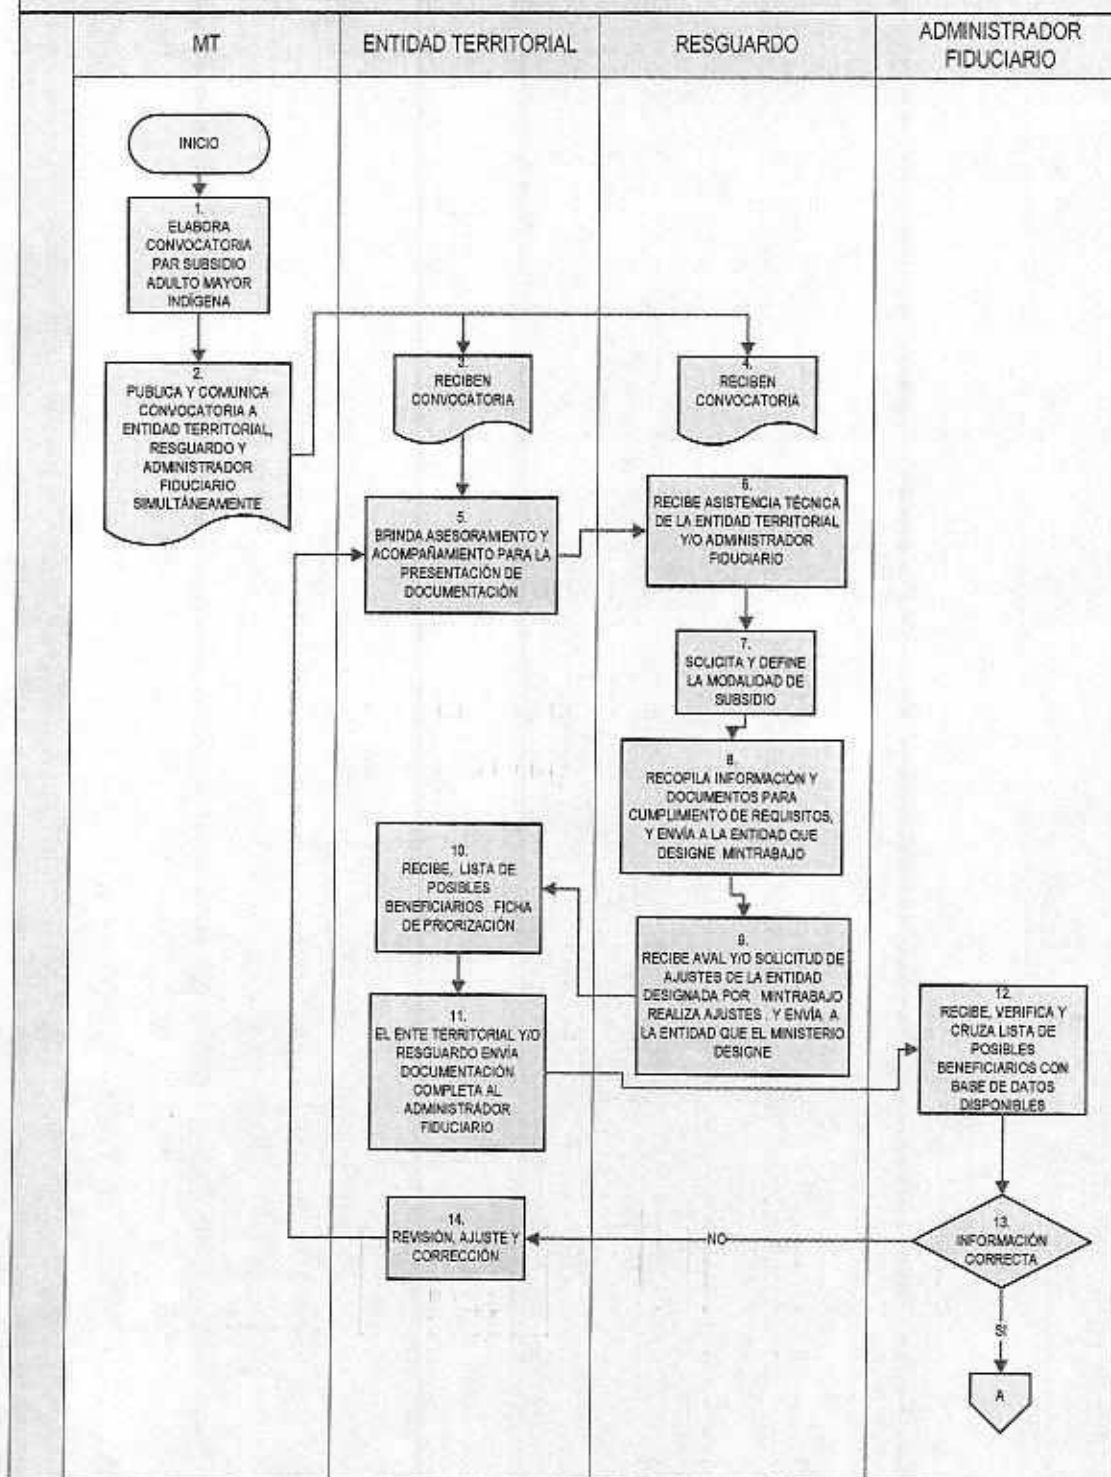 MT
ENTIDAD TERRITORIAL
RESGUARDO
ADMINISTRADOR
FIDUCIARIO
INICIO
1.
ELABORA
CONVOCATORIA
PAR SUBSIDIO
ADULTO MAYOR
INDÍGENA
2.
PUBLICA Y COMUNICA
CONVOCATORIA A
ENTIDAD TERRITORIAL,
RESGUARDO Y
ADMINISTRADOR
FIDUCIARIO
SIMULTÁNEAMENTE
3.
RECIBEN
CONVOCATORIA
4.
RECIBEN
CONVOCATORIA
5.
BRINDA ASESORAMIENTO Y
ACOMPAÑAMIENTO PARA LA
PRESENTACIÓN DE
DOCUMENTACIÓN
6.
RECIBE ASISTENCIA TÉCNICA
DE LA ENTIDAD TERRITORIAL
Y/O ADMINISTRADOR
FIDUCIARIO
7.
SOLICITA Y DEFINE
LA MODALIDAD DE
SUBSIDIO
8.
RECOPILA INFORMACIÓN Y
DOCUMENTOS PARA
CUMPLIMIENTO DE REQUISITOS,
Y ENVÍA A LA ENTIDAD QUE
DESIGNE MINTRABAJO
9.
RECIBE AVAL Y/O SOLICITUD DE
AJUSTES DE LA ENTIDAD
DESIGNADA POR MINTRABAJO
REALIZA AJUSTES , Y ENVÍA A
LA ENTIDAD QUE EL MINISTERIO
DESIGNE
10.
RECIBE, LISTA DE
POSIBLES
BENEFICIARIOS FICHA
DE PRIORIZACIÓN
11.
EL ENTE TERRITORIAL Y/O
RESGUARDO ENVÍA
DOCUMENTACIÓN
COMPLETA AL
ADMINISTRADOR
FIDUCIARIO
12.
RECIBE, VERIFICA Y
CRUZA LISTA DE
POSIBLES
BENEFICIARIOS CON
BASE DE DATOS
DISPONIBLES
13.
INFORMACIÓN
CORRECTA
NO
14.
REVISIÓN, AJUSTE Y
CORRECCIÓN
SI
A